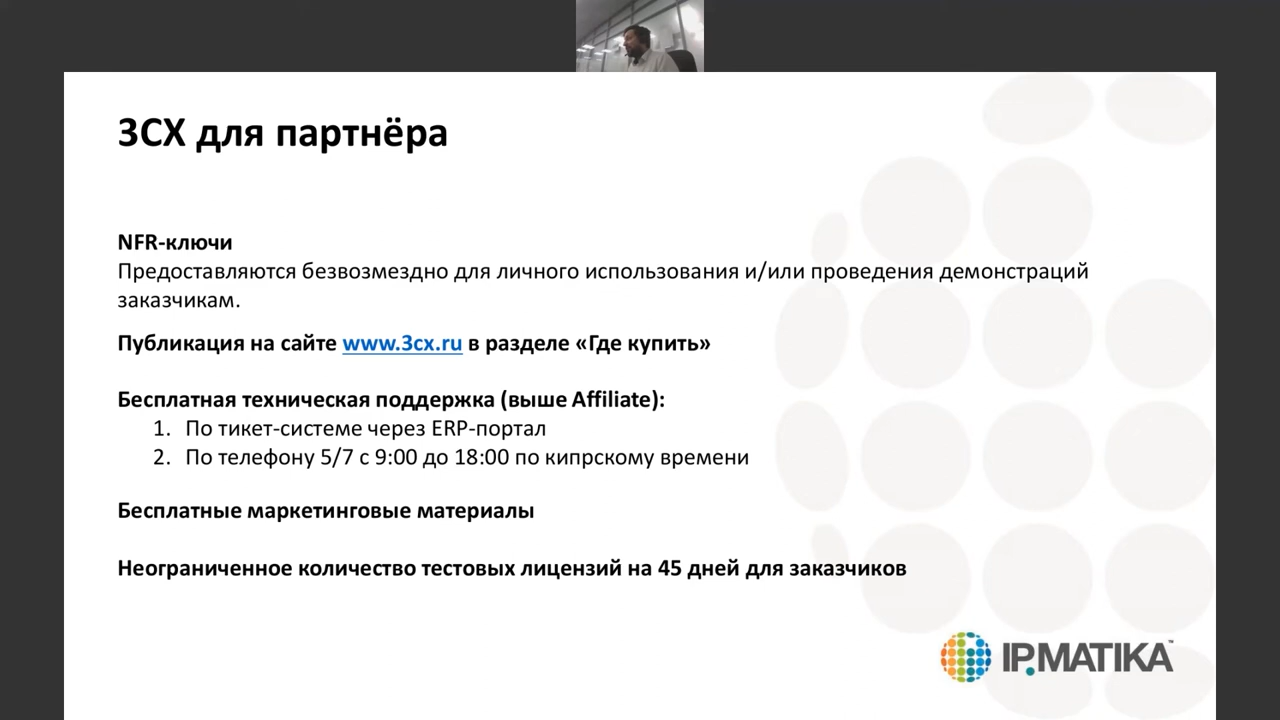 3CX для партнёра
NFR-ключи
Предоставляются безвозмездно для личного использования и/или проведения демонстраций
заказчикам.
Публикация на сайте www.3cx.ru в разделе «Где купить»
Бесплатная техническая поддержка (выше Affiliate):
1. По тикет-системе через ERP-портал
2. По телефону 5/7 с 9:00 до 18:00 по кипрскому времени
Бесплатные маркетинговые материалы
Неограниченное количество тестовых лицензий на 45 дней для заказчиков
IPMATIKA™